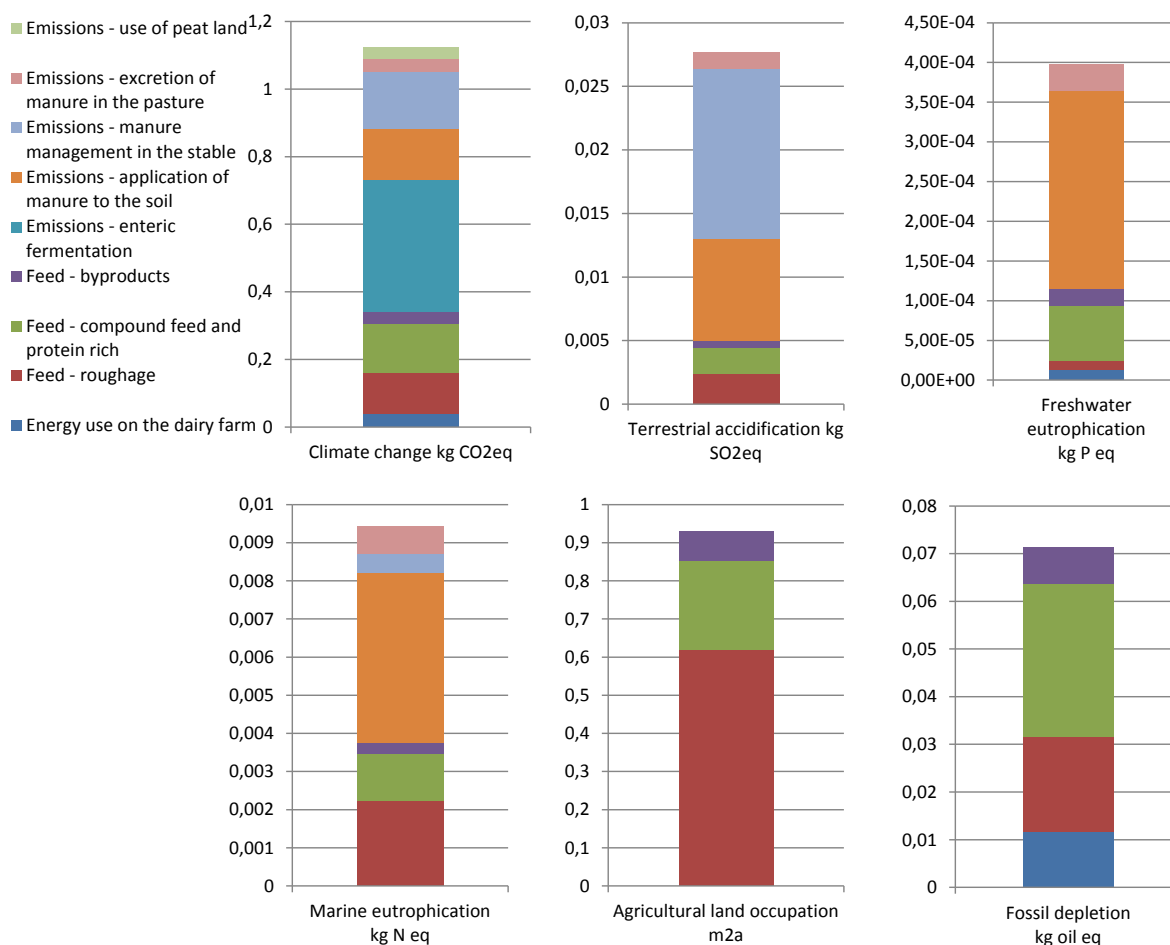 Emissions - use of peat land
Emissions - excretion of
manure in the pasture
Emissions - manure
management in the stable
Emissions - application of
manure to the soil
Emissions - enteric
fermentation
Feed - byproducts
Feed - compound feed and
protein rich
Feed - roughage
Energy use on the dairy farm
1,2
1
0,8
0,6
0,4
0,2
0
Climate change kg CO2eq
0,03
0,025
0,02
0,015
0,01
0,005
0
Terrestrial accidification kg
SO2eq
4,50E-04
4,00E-04
3,50E-04
3,00E-04
2,50E-04
2,00E-04
1,50E-04
1,00E-04
5,00E-05
0,00E+00
Freshwater
eutrophication
kg P eq
0,01
0,009
0,008
0,007
0,006
0,005
0,004
0,003
0,002
0,001
0
Marine eutrophication
kg N eq
1
0,9
0,8
0,7
0,6
0,5
0,4
0,3
0,2
0,1
0
Agricultural land occupation
m2a
0,08
0,07
0,06
0,05
0,04
0,03
0,02
0,01
0
Fossil depletion
kg oil eq